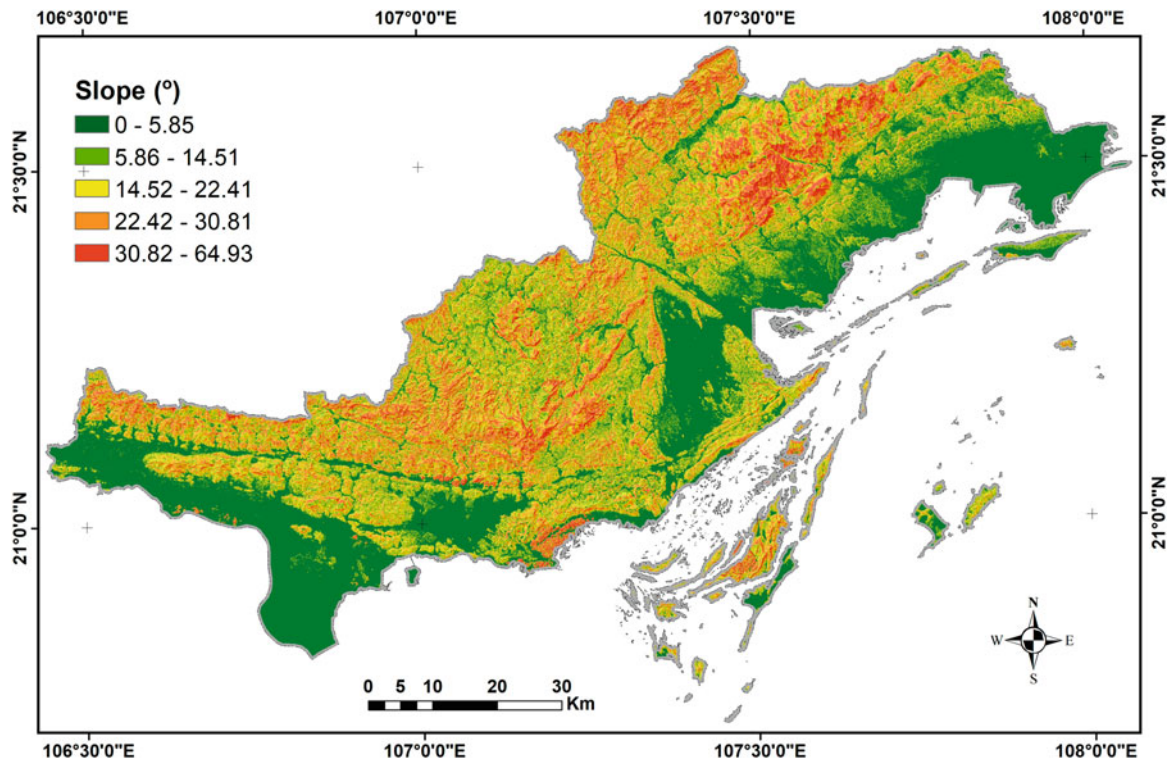 106°30'0"E 107°0'0"E 107°30'0"E 108°0'0"E
Slope (º)
0 - 5.85
5.86 - 14.51
14.52 - 22.41
22.42 - 30.81
30.82 - 64.93
21°30'0"N 21°30'0"N
21°0'0"N 21°0'0"N
N
W E
S
0 5 10 20 30
Km
106°30'0"E 107°0'0"E 107°30'0"E 108°0'0"E